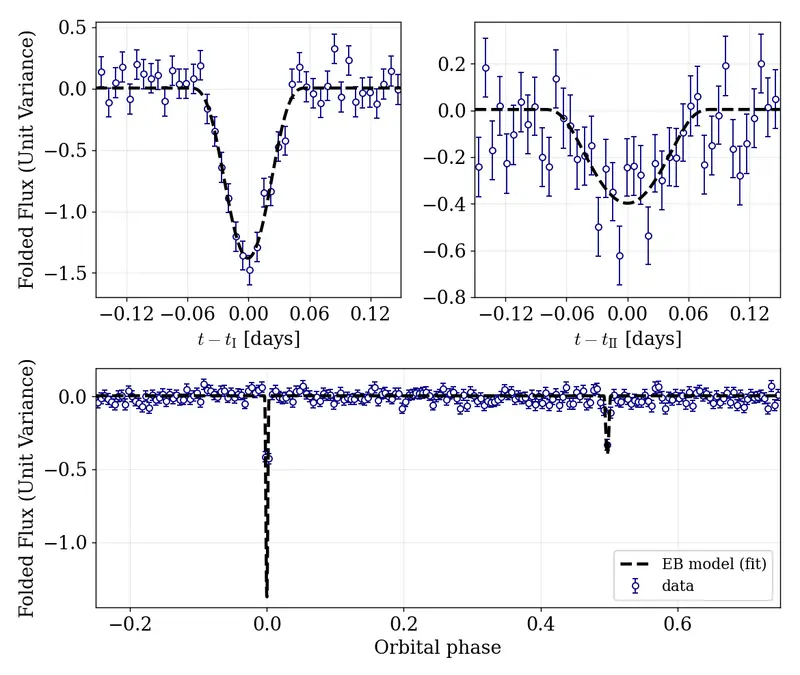 Folded Flux (Unit Variance)
0.5
0.0
−0.5
−1.0
−1.5
−0.12 −0.06 0.00 0.06 0.12
t − tI [days]
0.2
0.0
−0.2
−0.4
−0.6
−0.8
−0.12 −0.06 0.00 0.06 0.12
t − tII [days]
Folded Flux (Unit Variance)
0.0
−0.5
−1.0
−0.2 0.0 0.2 0.4 0.6
Orbital phase
EB model (fit)
data